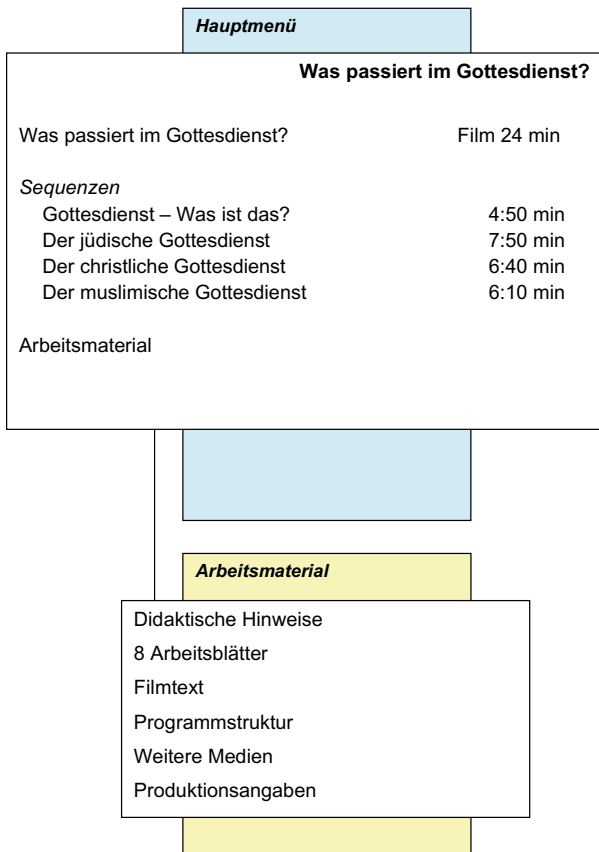 Hauptmenü
Was passiert im Gottesdienst?
Was passiert im Gottesdienst? Film 24 min
Sequenzen
Gottesdienst – Was ist das? 4:50 min
Der jüdische Gottesdienst 7:50 min
Der christliche Gottesdienst 6:40 min
Der muslimische Gottesdienst 6:10 min
Arbeitsmaterial
Arbeitsmaterial
Didaktische Hinweise
8 Arbeitsblätter
Filmtext
Programmstruktur
Weitere Medien
Produktionsangaben